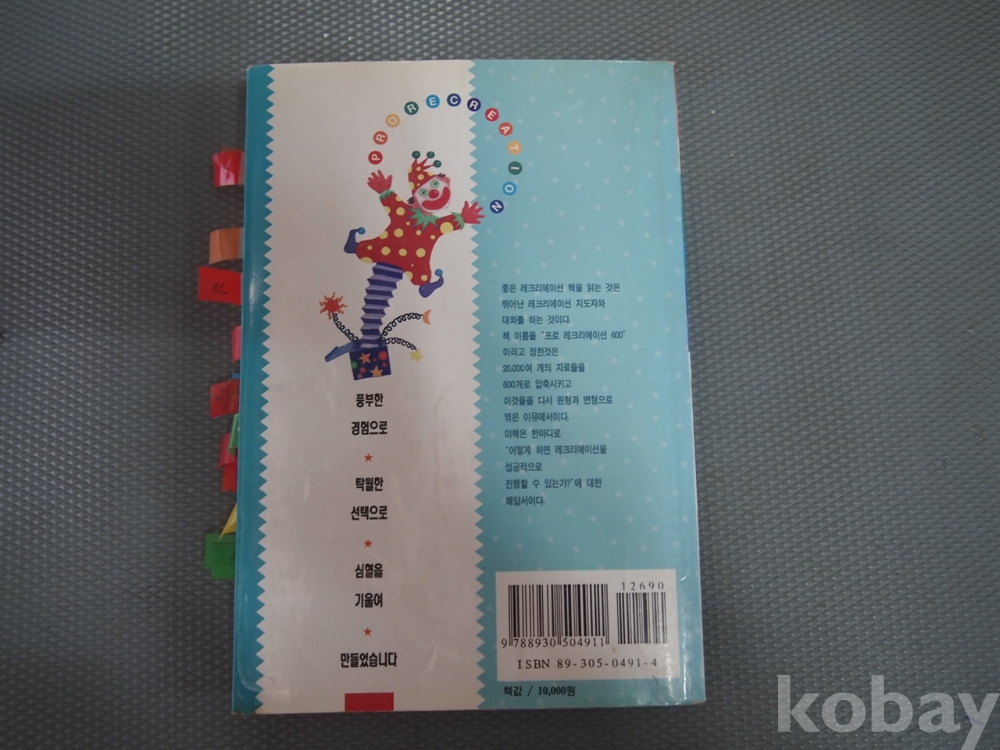 PRO RECREATION
좋은 레크리에이션 책을 읽는 것은
뛰어난 레크리에이션 지도자와
대화를 하는 것이다.
책 이름을 "프로 레크리에이션 600"
이라고 정한것은
20,000여 개의 자료들을
600개로 압축시키고
이것들을 다시 원형과 변형으로
엮은 이유에서이다.
이책은 한마디로
"어떻게 하면 레크리에이션을
성공적으로
진행할 수 있는가?"에 대한
해답서이다.
풍부한
경험으로
★
탁월한
선택으로
★
심혈을
기울여
★
만들었습니다
12690
9 788930 504911
ISBN 89-305-0491-4
책값 / 10,000원
kobay